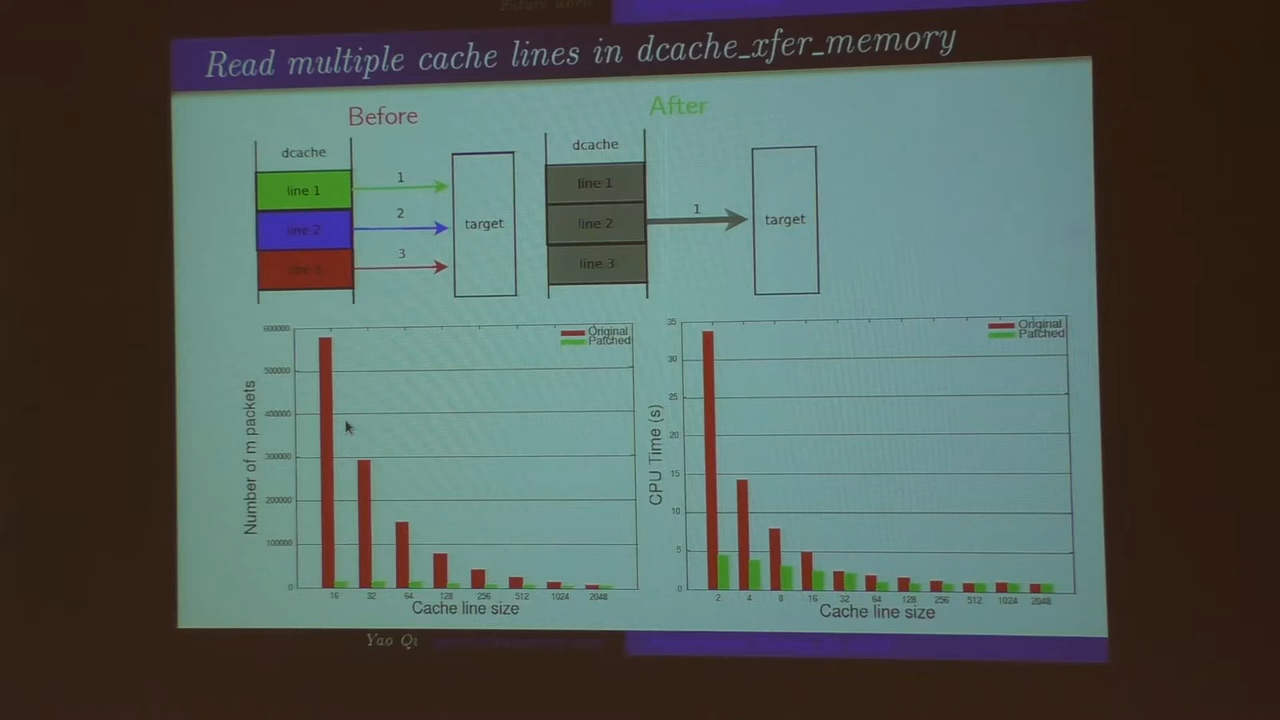 Future work
Read multiple cache lines in dcache_xfer_memory
Before
After
dcache
line 1
line 2
line 3
1
2
3
target
dcache
line 1
line 2
line 3
1
target
Number of m packets
600000
500000
400000
300000
200000
100000
0
Original
Patched
16 32 64 128 256 512 1024 2048
Cache line size
CPU Time (s)
35
30
25
20
15
10
5
0
Original
Patched
2 4 8 16 32 64 128 256 512 1024 2048
Cache line size
Yao Qi